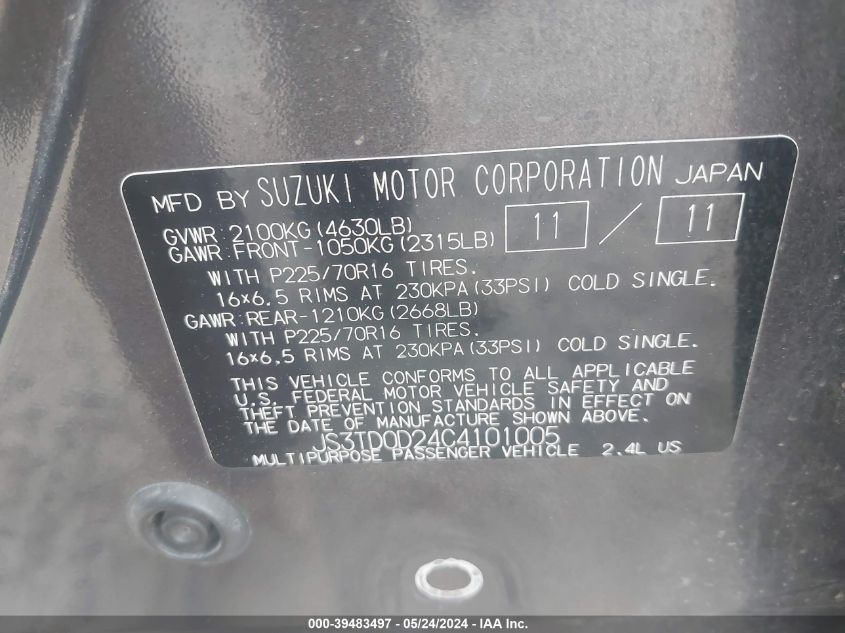 MFD BY SUZUKI MOTOR CORPORATION JAPAN
GVWR: 2100KG (4630LB)
11 / 11
GAWR: FRONT-1050KG (2315LB)
WITH P225/70R16 TIRES.
16×6.5 RIMS AT 230KPA (33PSI) COLD SINGLE.
GAWR: REAR-1210KG (2668LB)
WITH P225/70R16 TIRES.
16×6.5 RIMS AT 230KPA (33PSI) COLD SINGLE.
THIS VEHICLE CONFORMS TO ALL APPLICABLE
U.S. FEDERAL MOTOR VEHICLE SAFETY AND
THEFT PREVENTION STANDARDS IN EFFECT ON
THE DATE OF MANUFACTURE SHOWN ABOVE.
JS3TD0D24C4101005
MULTIPURPOSE PASSENGER VEHICLE 2.4L US
000-39483497 - 05/24/2024 - IAA Inc.